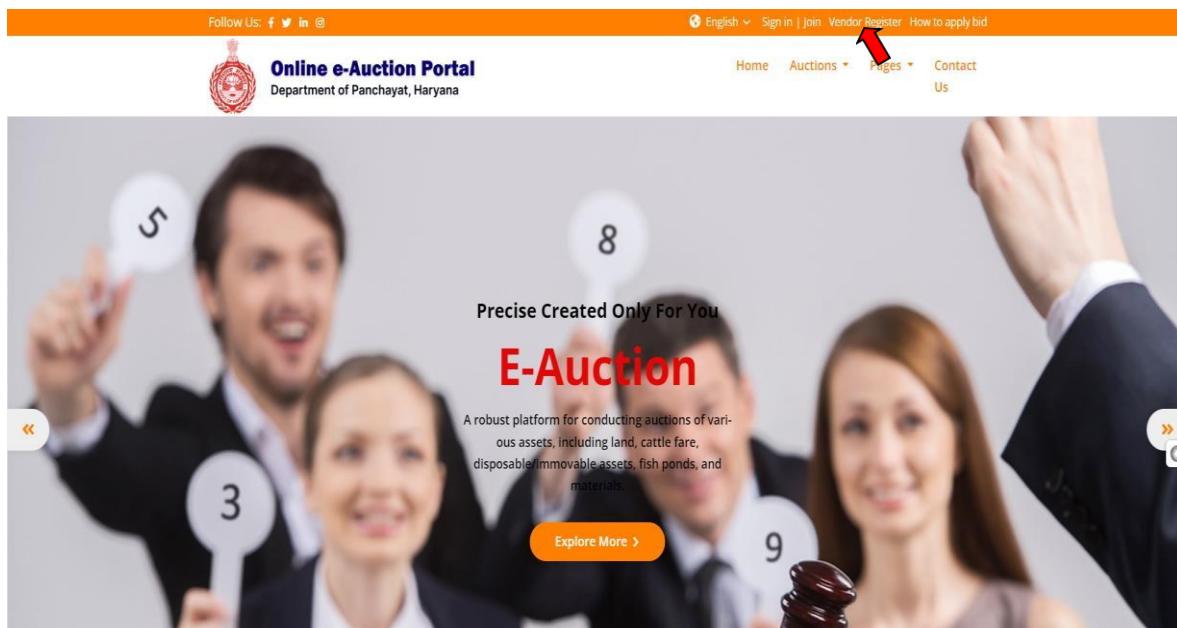 Follow Us:
English Sign in | Join Vendor Register How to apply bid
Online e-Auction Portal
Department of Panchayat, Haryana
Home Auctions Pages Contact Us
5
8
Precise Created Only For You
E-Auction
A robust platform for conducting auctions of vari-
ous assets, including land, cattle fare,
disposable/immovable assets, fish ponds, and
materials.
3
Explore More
9